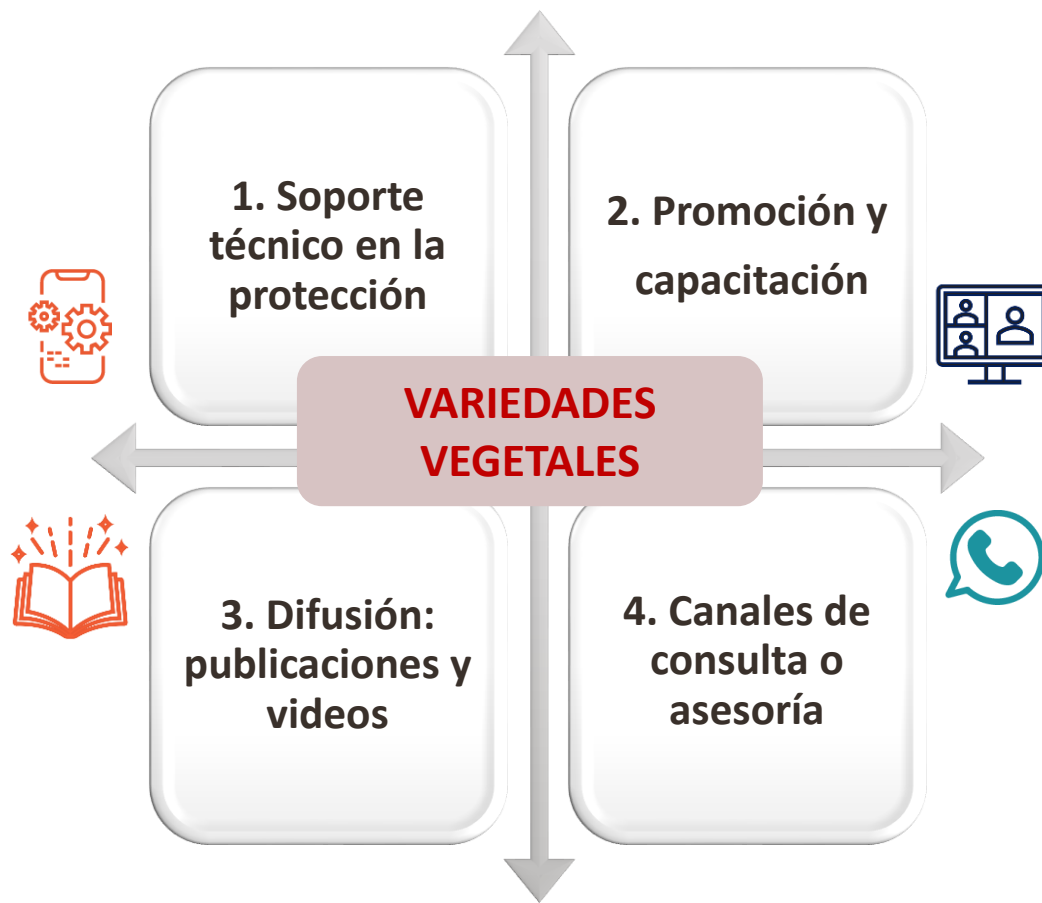 1. Soporte
técnico en la
protección
2. Promoción y
capacitación
VARIEDADES
VEGETALES
3. Difusión:
publicaciones y
videos
4. Canales de
consulta o
asesoría